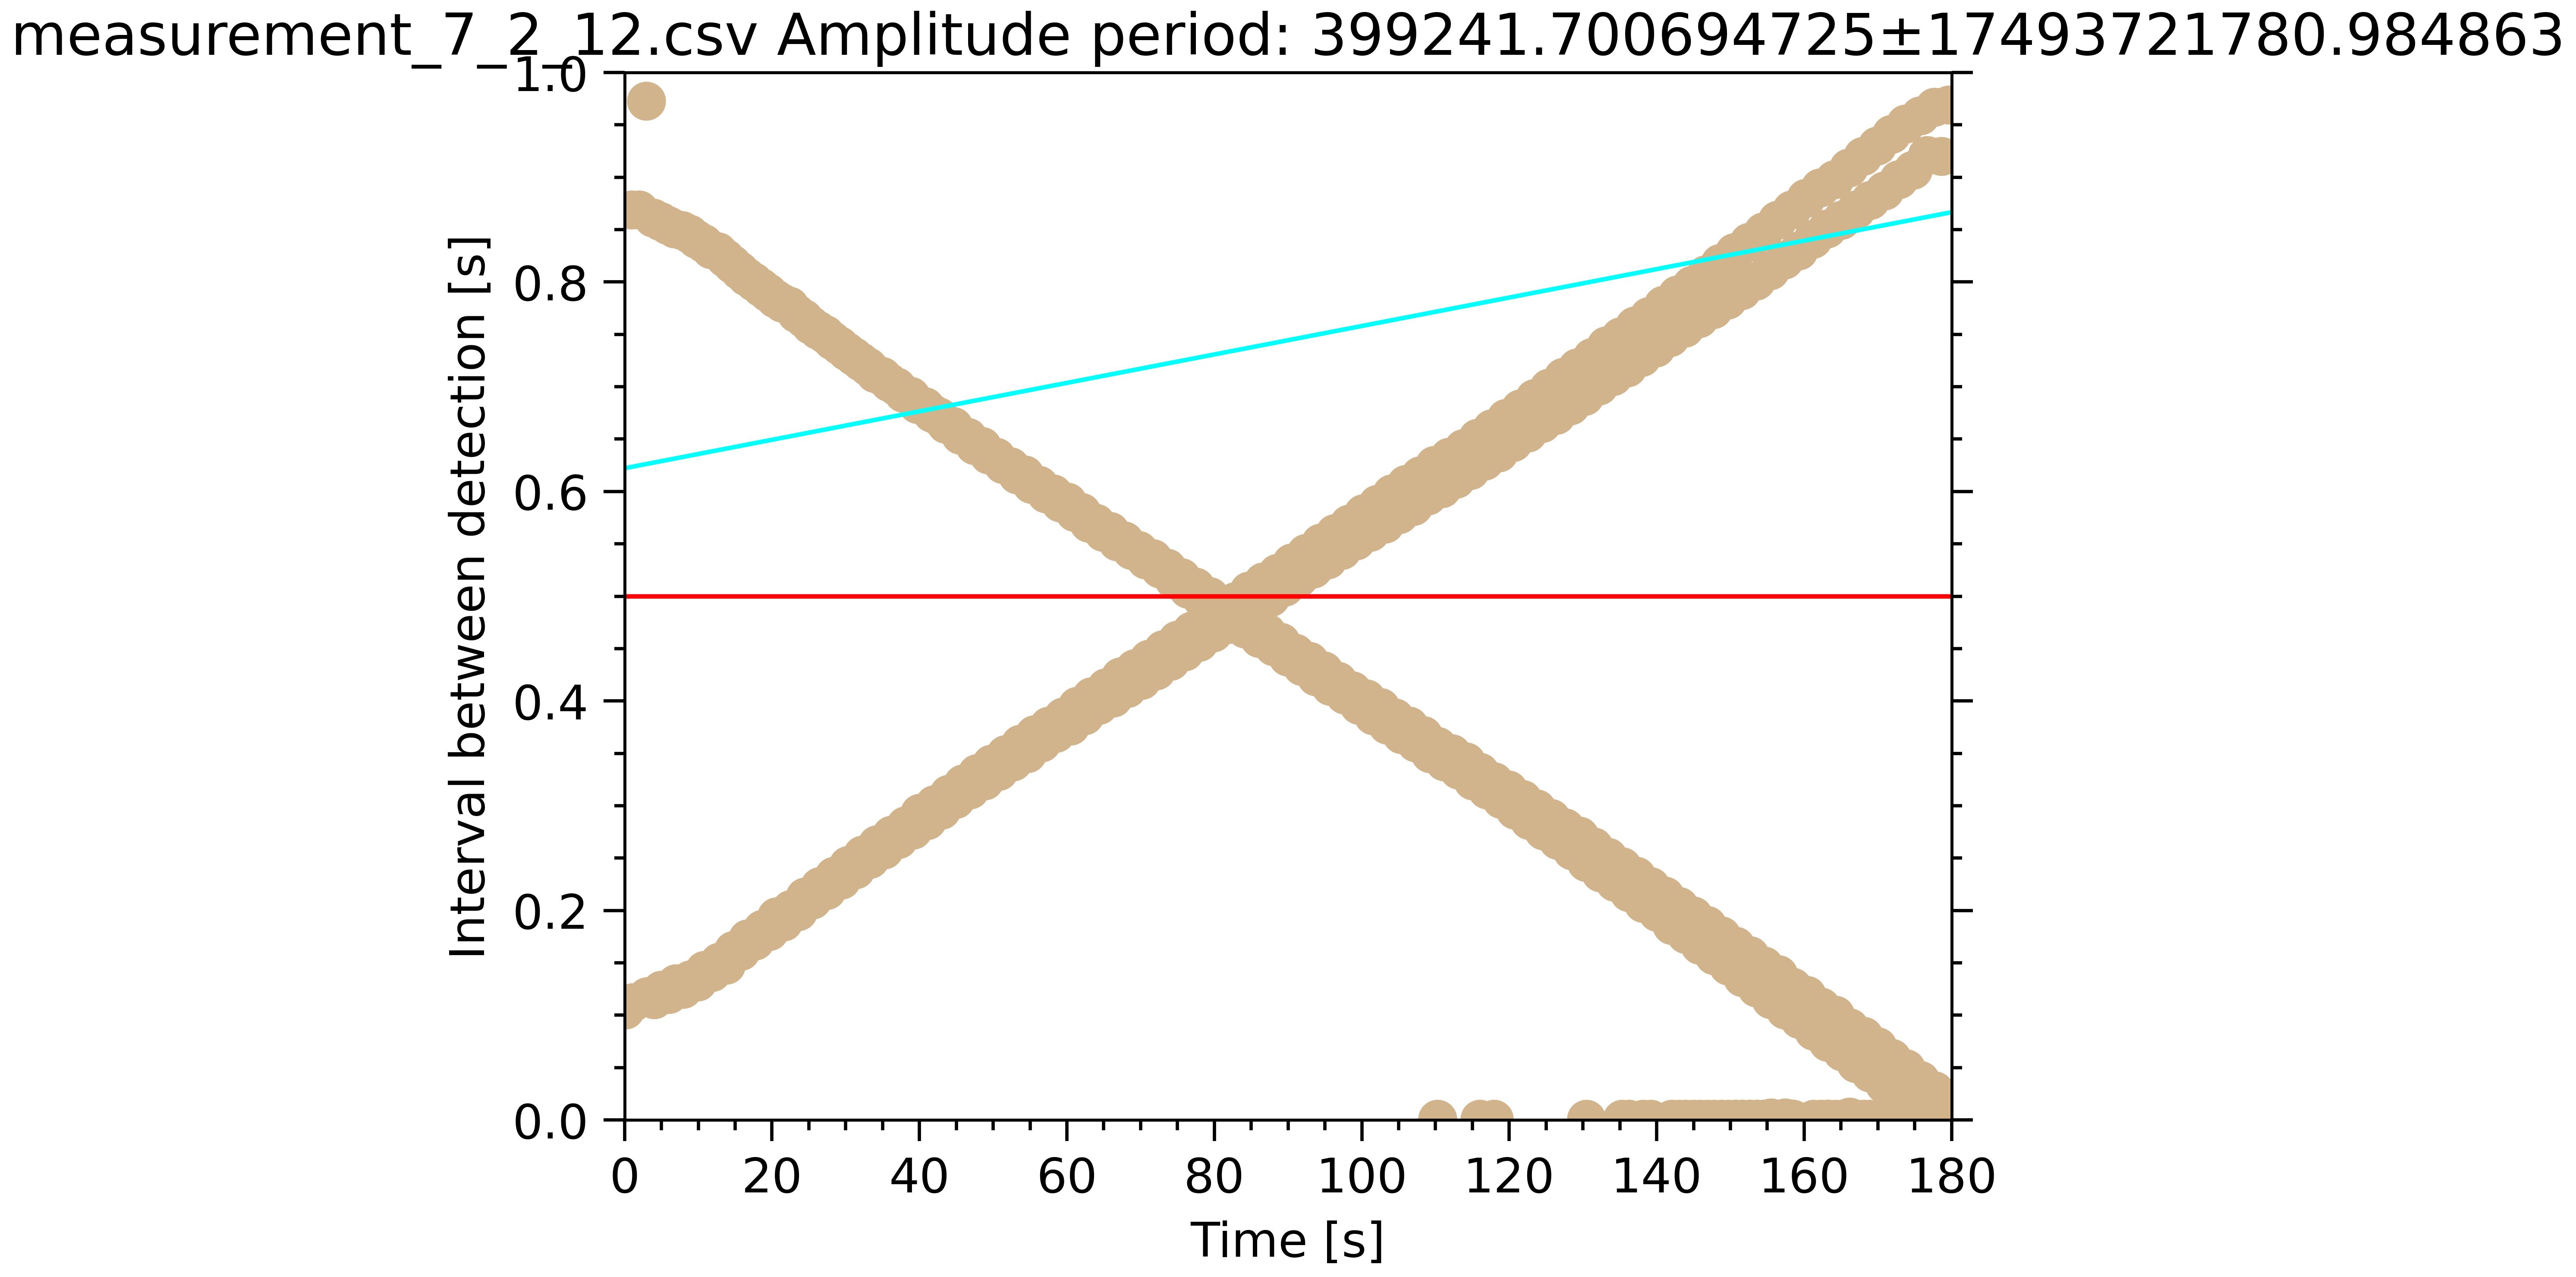 measurement_7_2_12.csv Amplitude period: 399241.700694725±17493721780.984863
1.0
0.8
0.6
0.4
0.2
0.0
Interval between detection [s]
0 20 40 60 80 100 120 140 160 180
Time [s]